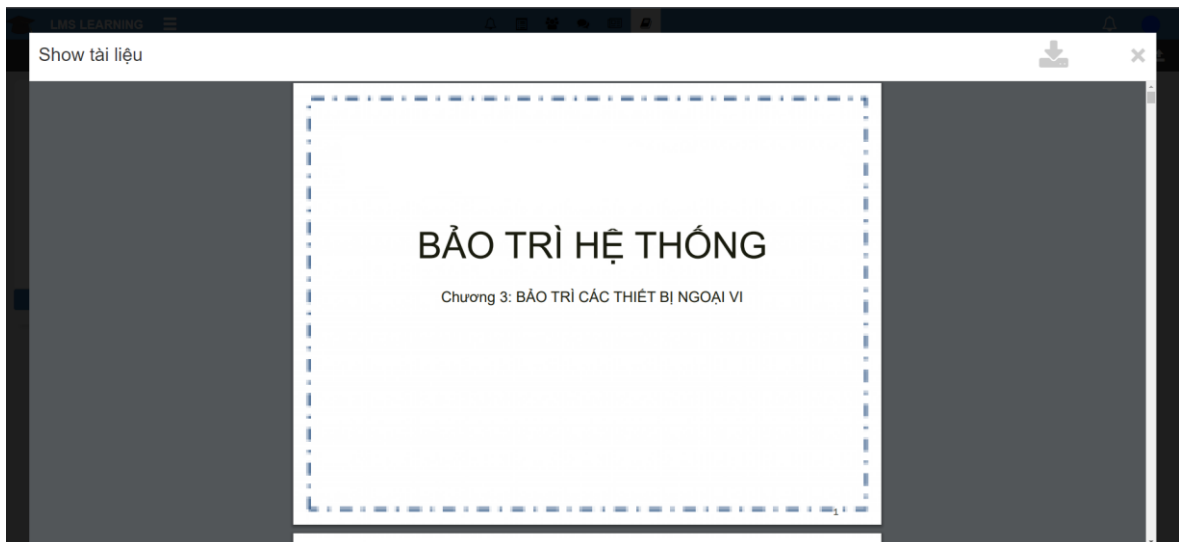 LMS LEARNING
Show tài liệu
BẢO TRÌ HỆ THỐNG
Chương 3: BẢO TRÌ CÁC THIẾT BỊ NGOẠI VI
1